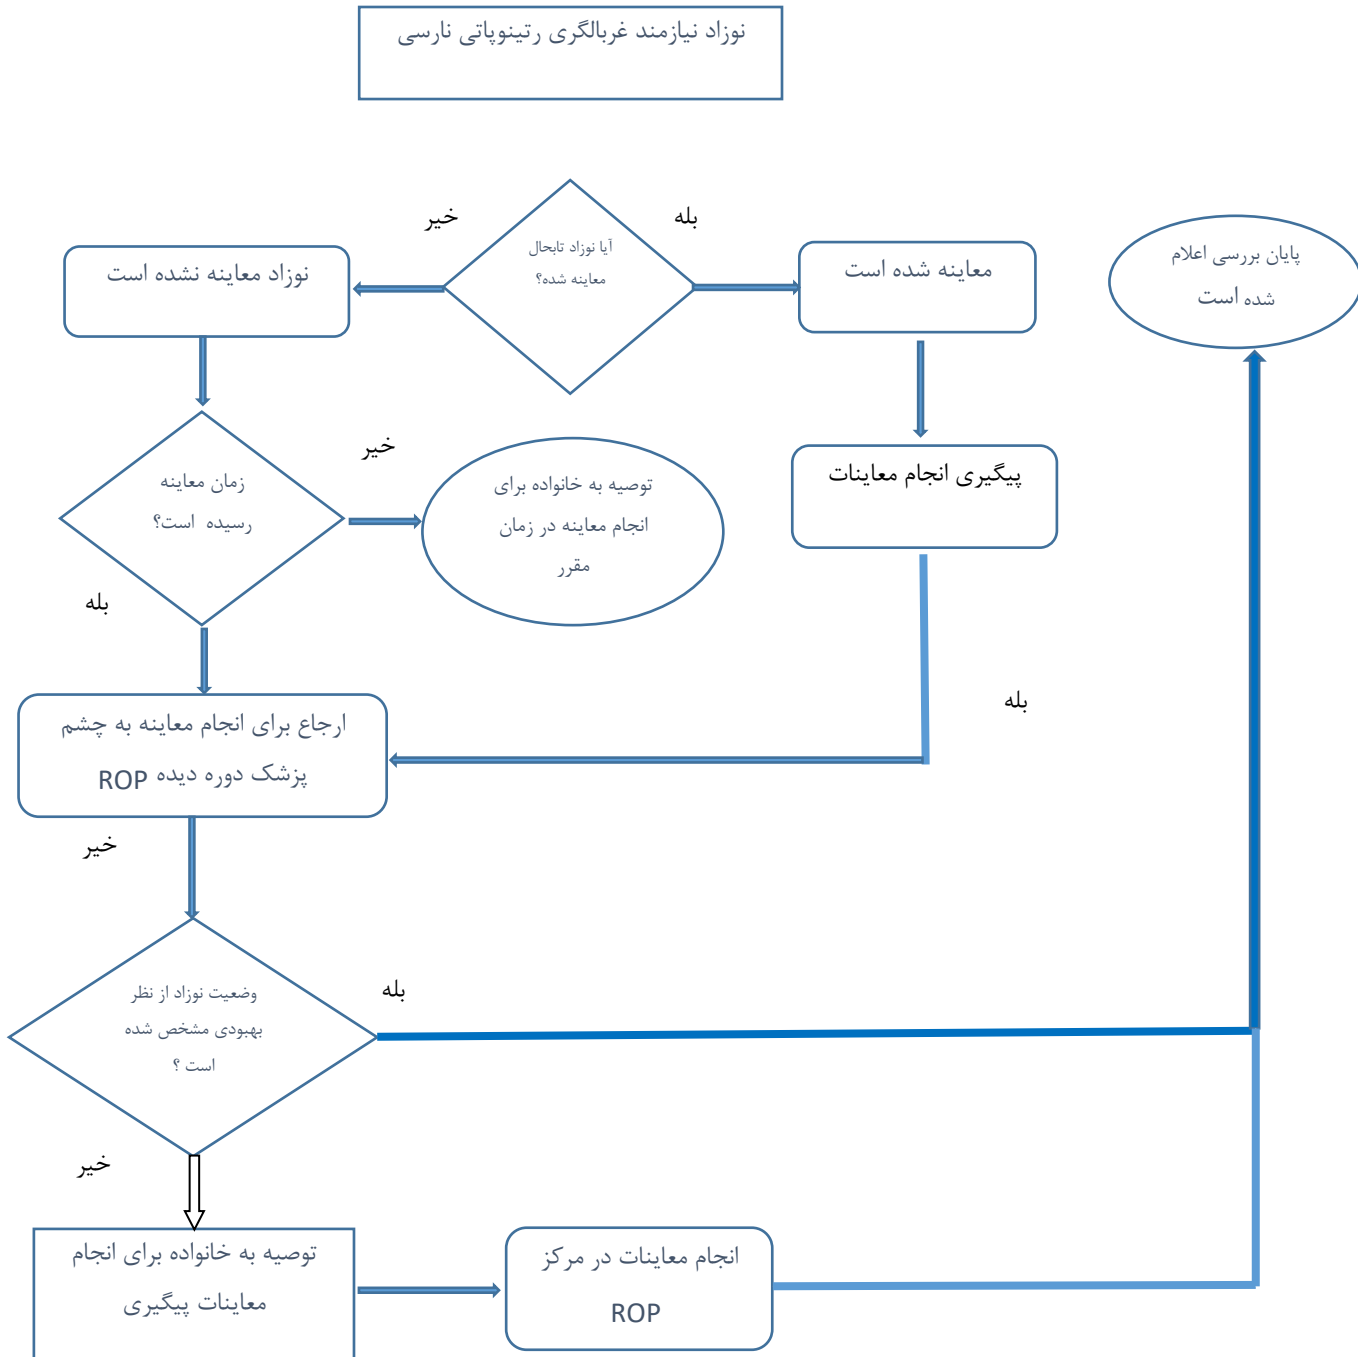 نوزاد نیازمند غربالگری رتینوپاتی نارسی
بله
خیر
آیا نوزاد تابحال
معاینه شده؟
معاینه شده است
نوزاد معاینه نشده است
پایان بررسی اعلام
شده است
زمان معاینه
رسیده است؟
خیر
توصیه به خانواده برای
انجام معاینه در زمان
مقرر
پیگیری انجام معاینات
بله
بله
ارجاع برای انجام معاینه به چشم
پزشک دوره دیده ROP
خیر
وضعیت نوزاد از نظر
بهبودی مشخص شده
است ؟
بله
خیر
توصیه به خانواده برای انجام
معاینات پیگیری
انجام معاینات در مرکز
ROP